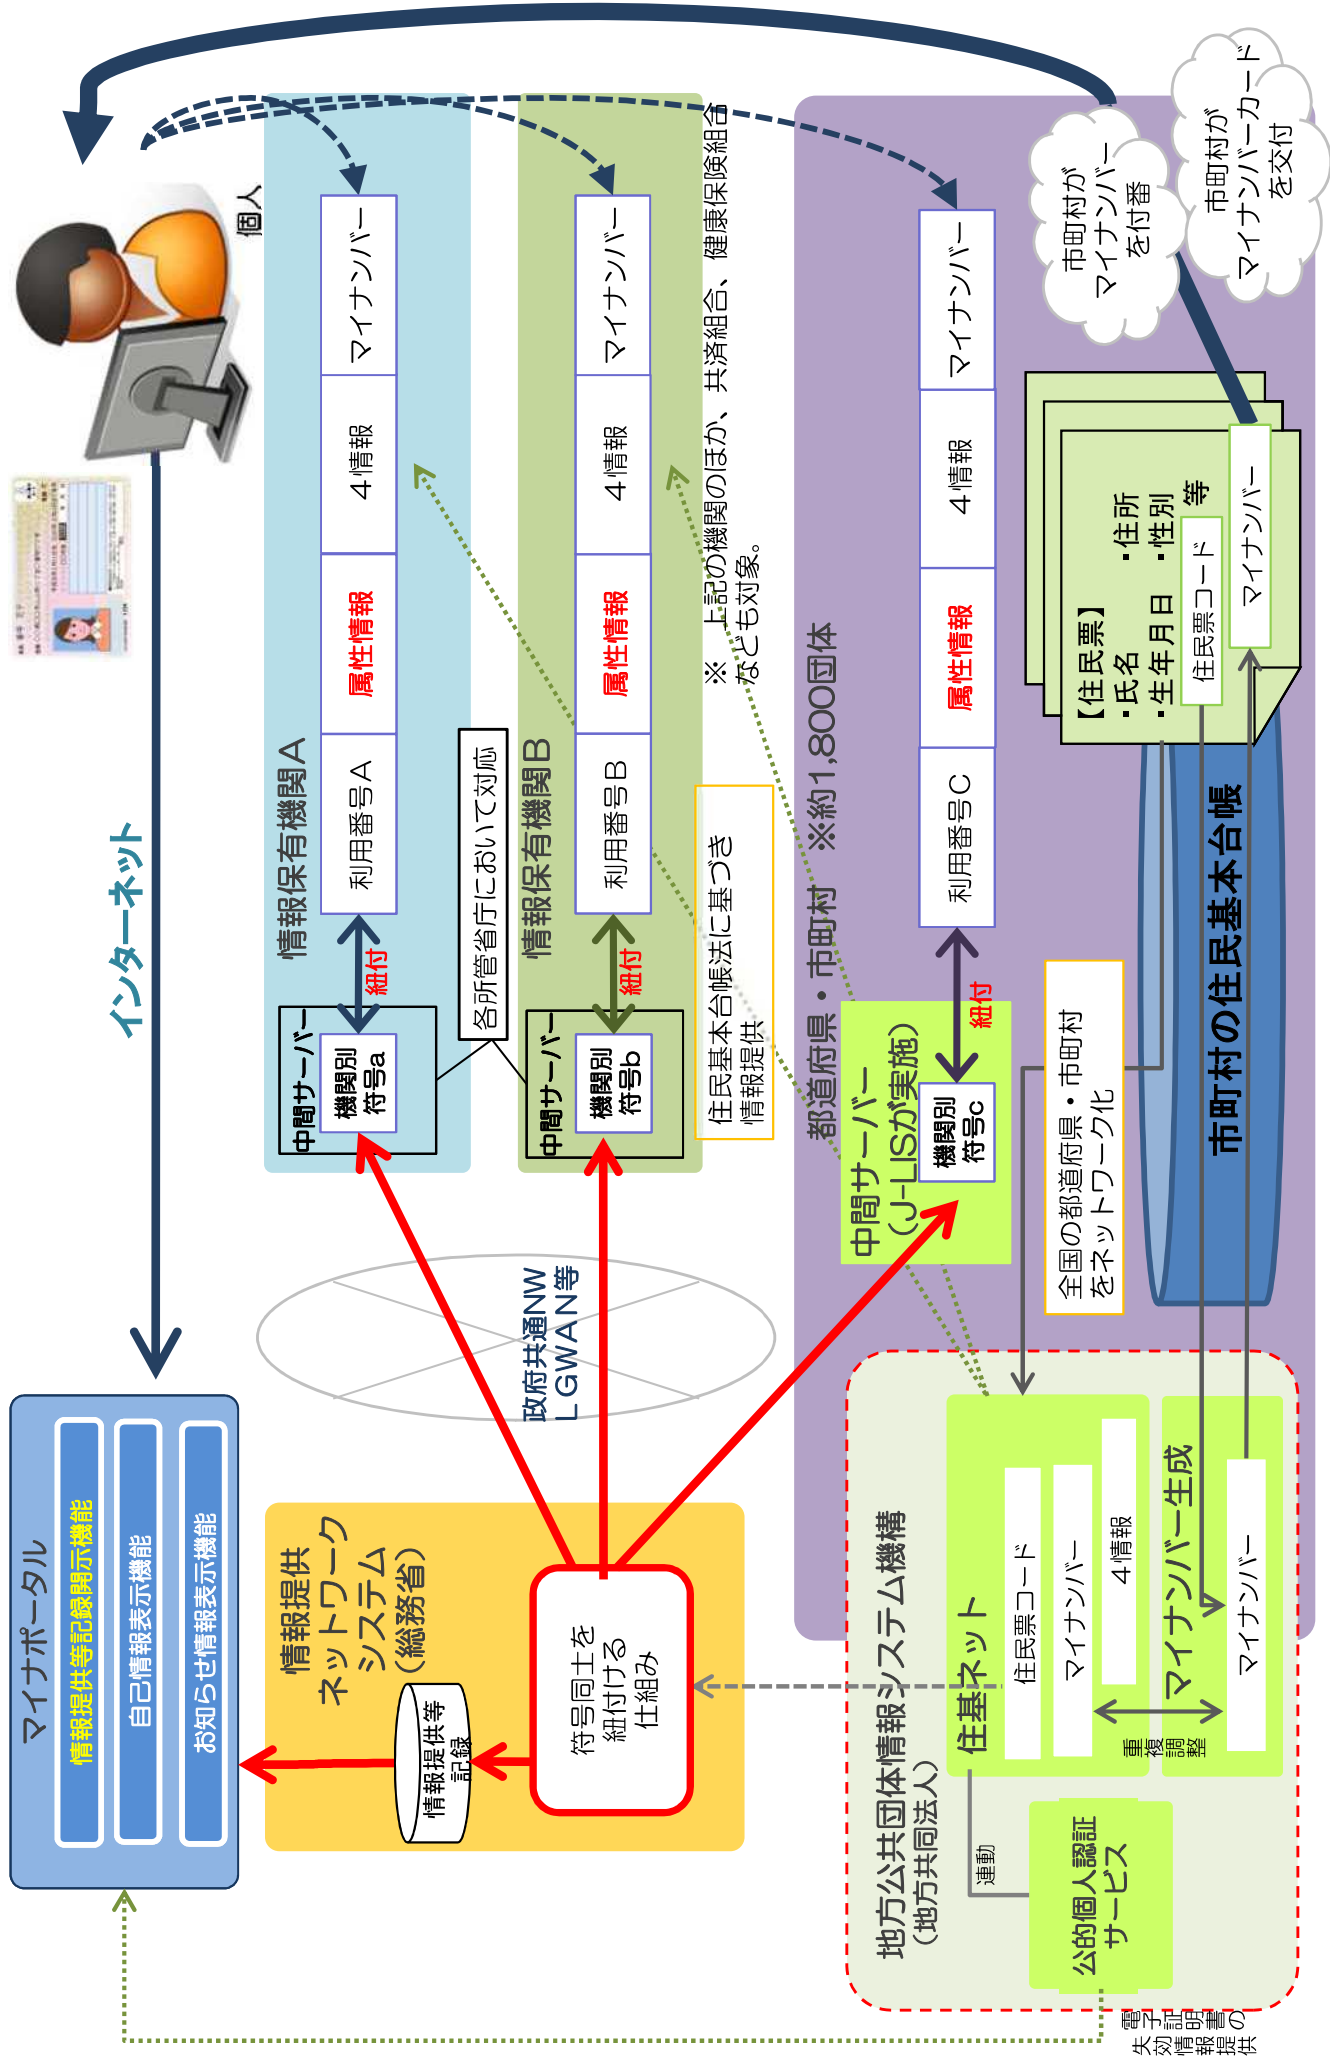 マイナポータル
情報提供等記録開示機能
自己情報表示機能
お知らせ情報表示機能
インターネット
個人
情報提供
ネットワーク
システム
（総務省）
情報提供等
記録
符号同士を
紐付ける
仕組み
政府共通NW
ＬＧＷＡＮ等
情報保有機関Ａ
中間サーバー
機関別
符号a
紐付
利用番号Ａ
属性情報
４情報
マイナンバー
各所管省庁において対応
情報保有機関Ｂ
中間サーバー
機関別
符号b
紐付
利用番号Ｂ
属性情報
４情報
マイナンバー
※　上記の機関のほか、共済組合、健康保険組合
なども対象。
住民基本台帳法に基づき
情報提供
都道府県・市町村　※約1,800団体
中間サーバー
（J-LISが実施）
機関別
符号c
紐付
利用番号Ｃ
属性情報
４情報
マイナンバー
市町村が
マイナンバー
を付番
市町村が
マイナンバーカード
を交付
全国の都道府県・市町村
をネットワーク化
【住民票】
・氏名　・住所
・生年月日　・性別
住民票コード　等
マイナンバー
市町村の住民基本台帳
地方公共団体情報システム機構
（地方共同法人）
住基ネット
住民票コード
マイナンバー
４情報
マイナンバー生成
マイナンバー
重複
調整
連動
公的個人認証
サービス
電子証明書の
失効情報提供